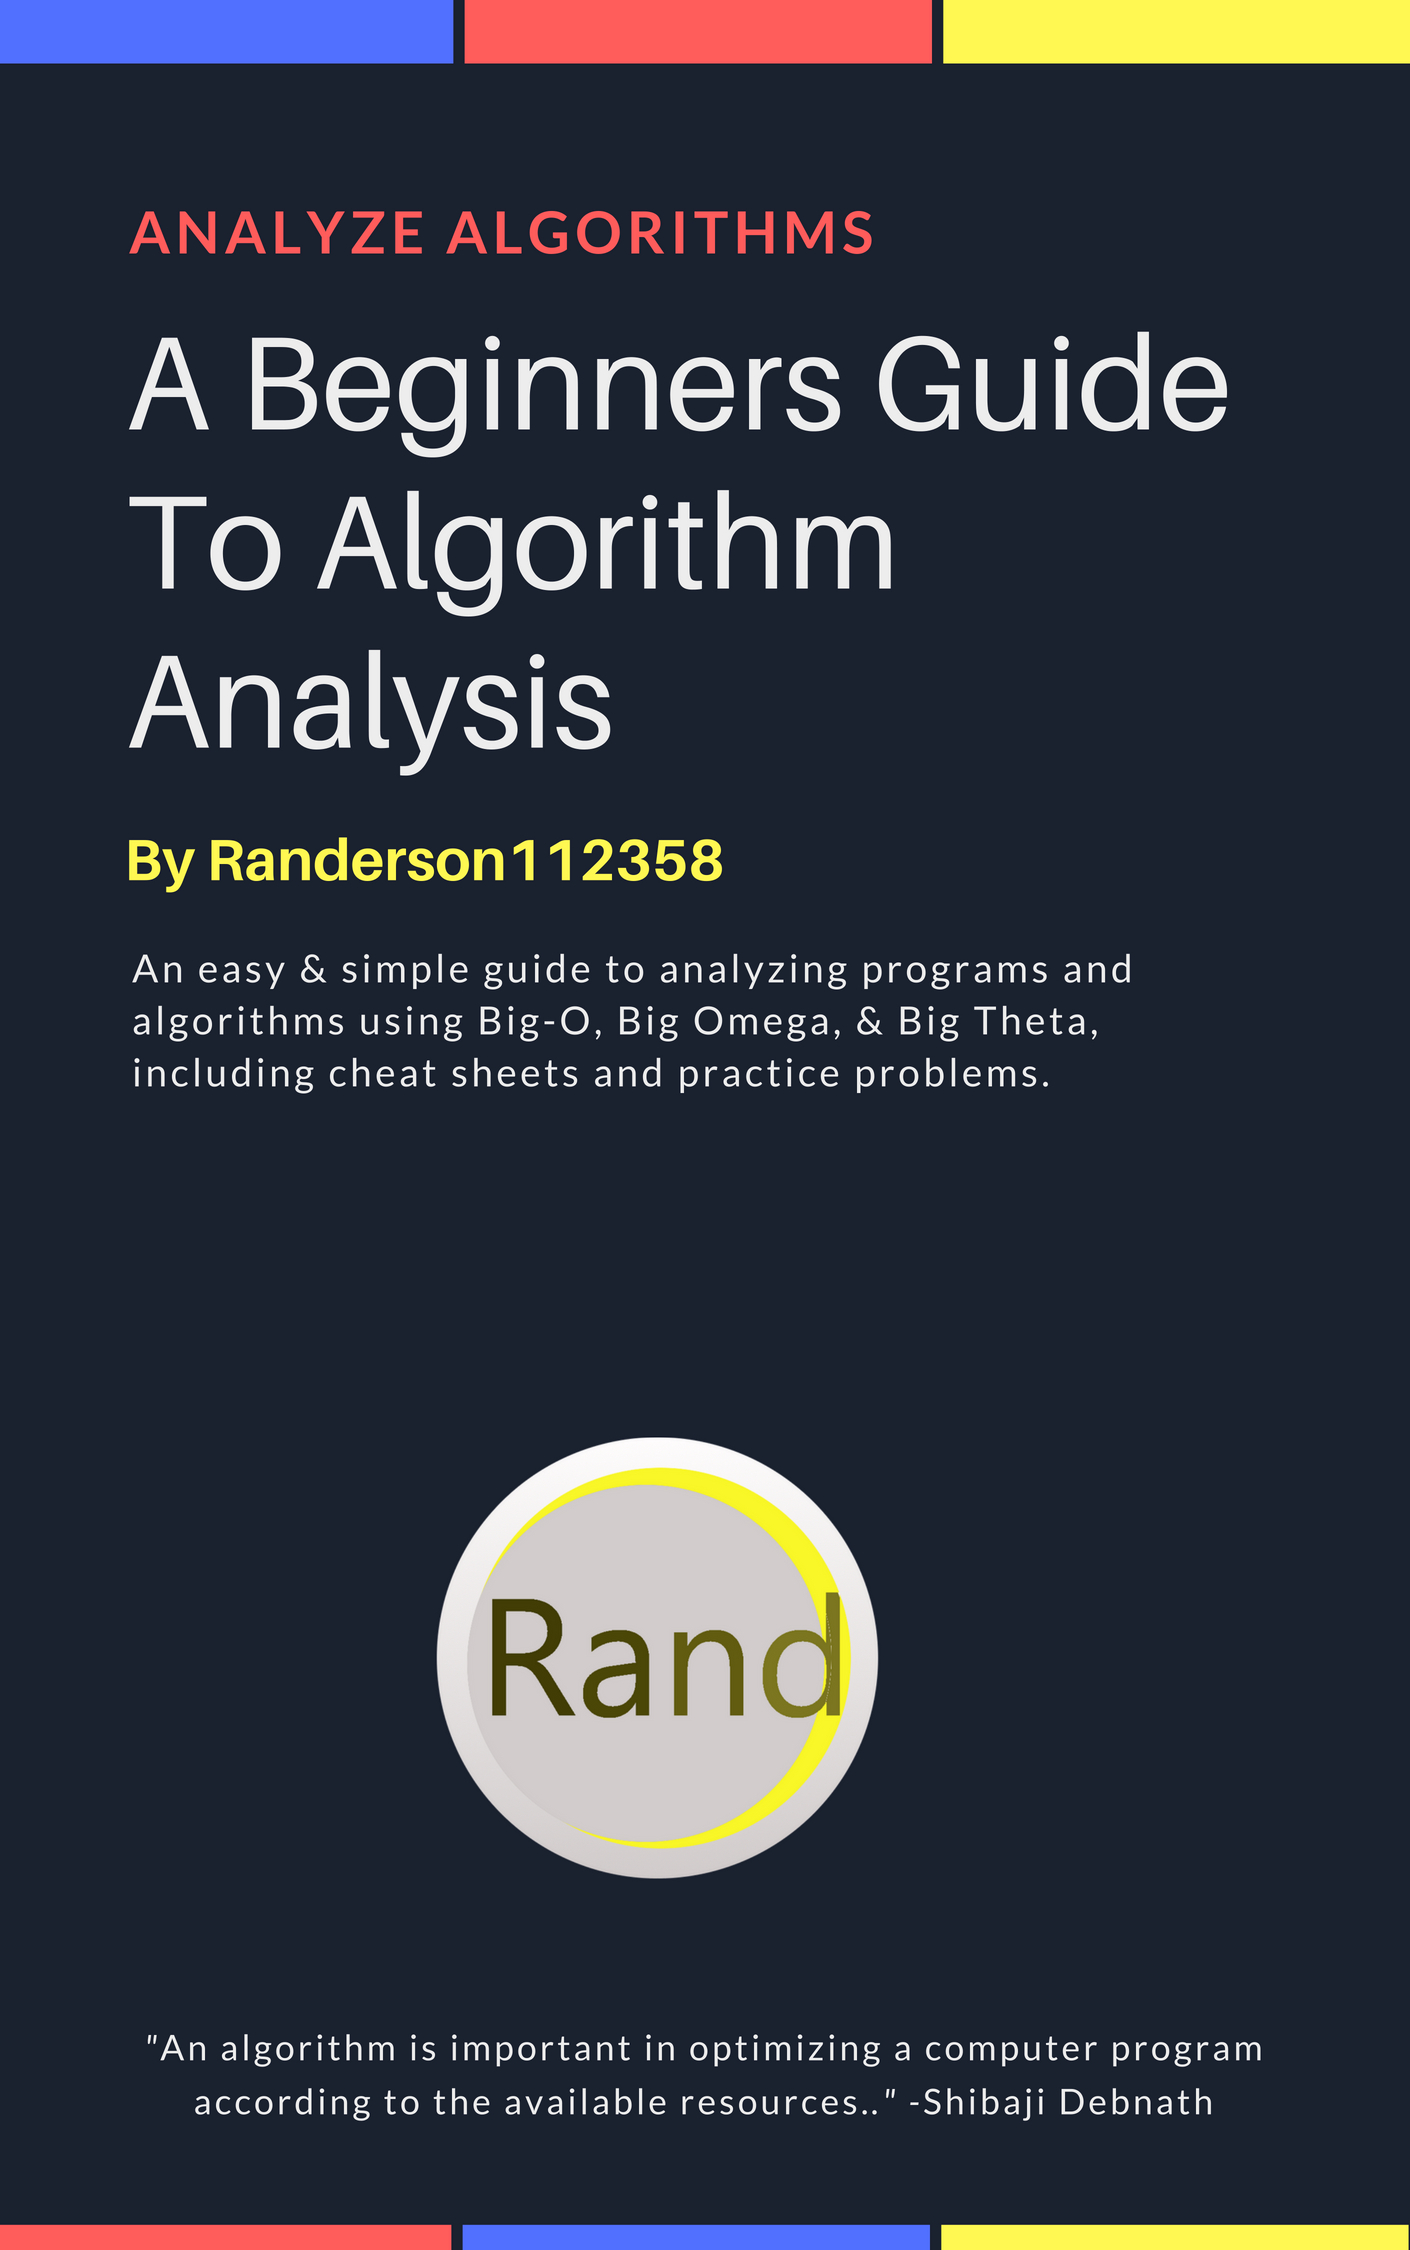 ANALYZE ALGORITHMS
A Beginners Guide
To Algorithm
Analysis
By Randerson112358
An easy & simple guide to analyzing programs and
algorithms using Big-O, Big Omega, & Big Theta,
including cheat sheets and practice problems.
Rand
"An algorithm is important in optimizing a computer program
according to the available resources.." -Shibaji Debnath